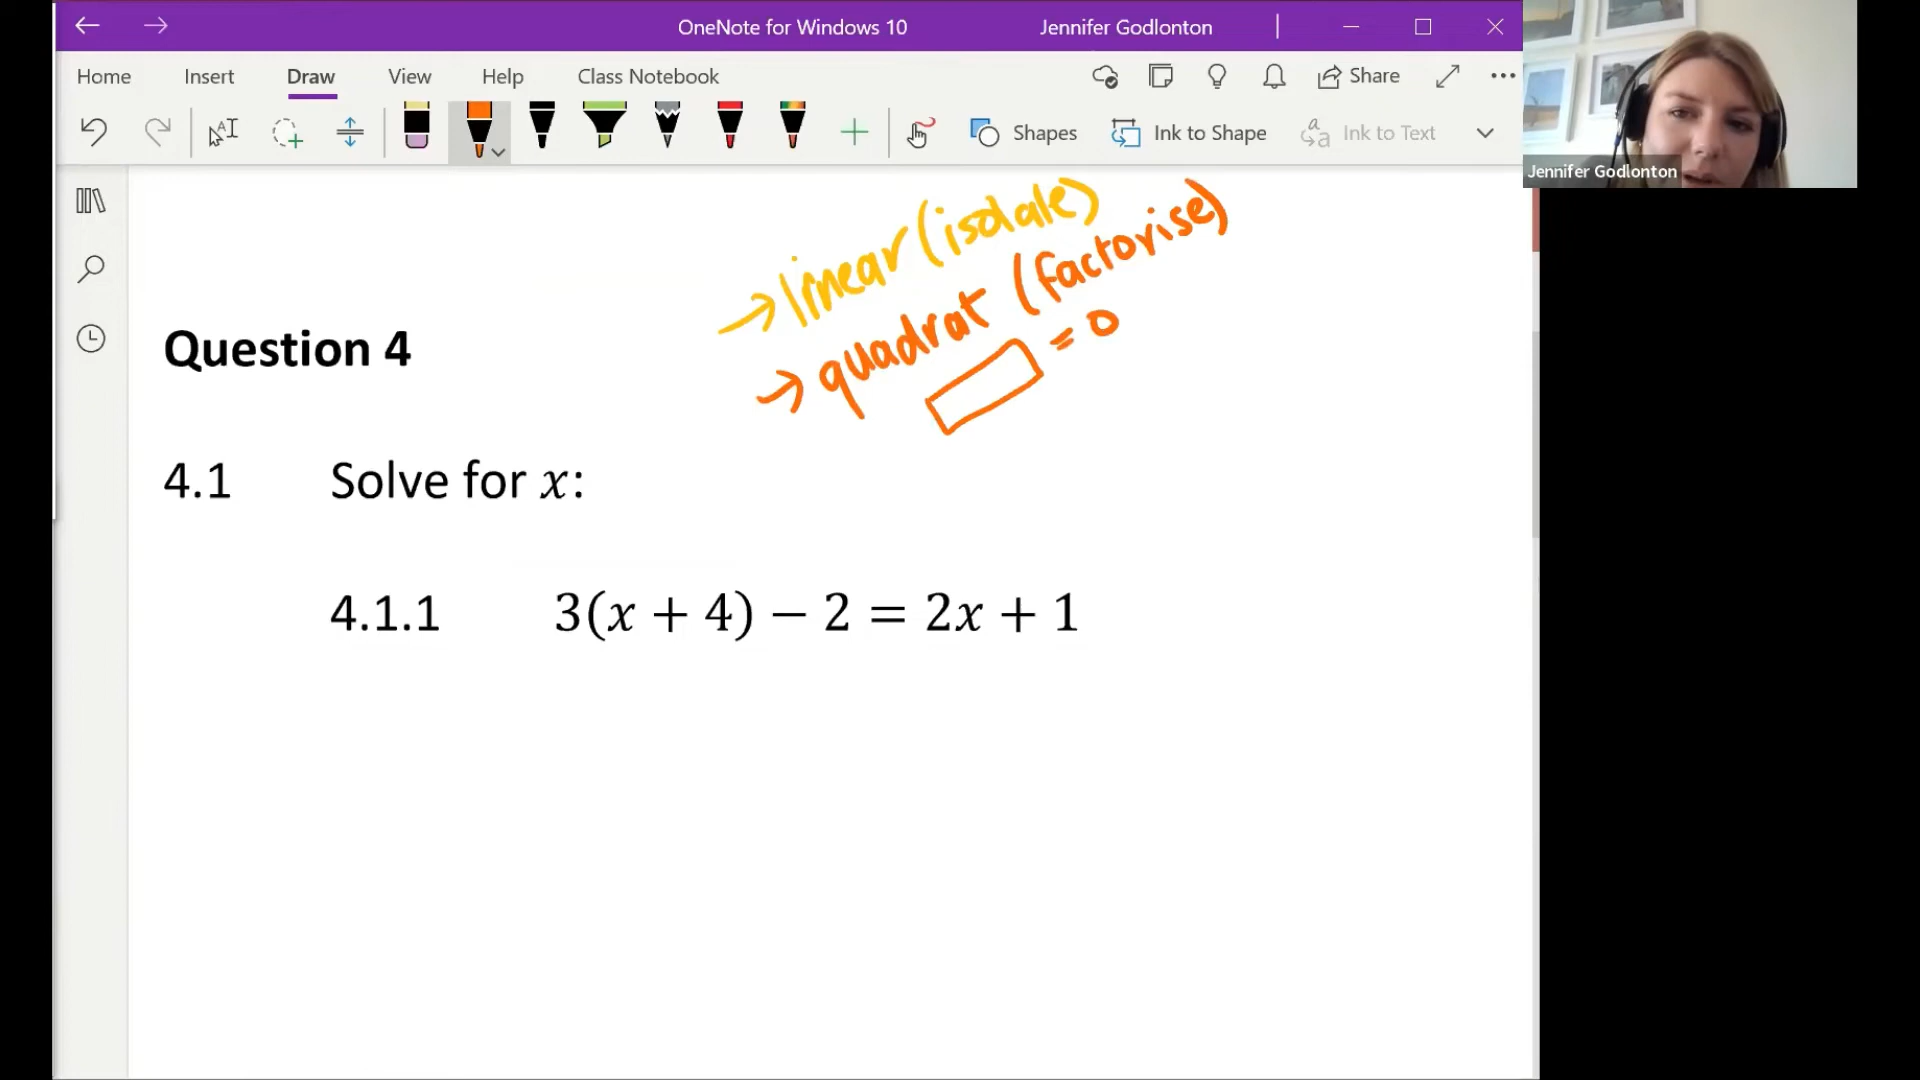 OneNote for Windows 10
Jennifer Godlonton
Home Insert Draw View Help Class Notebook Share
Shapes Ink to Shape Ink to Text
Jennifer Godlonton
→ linear (isolate)
→ quadrat (factorise)
= 0
Question 4
4.1 Solve for x:
4.1.1 3(x + 4) − 2 = 2x + 1